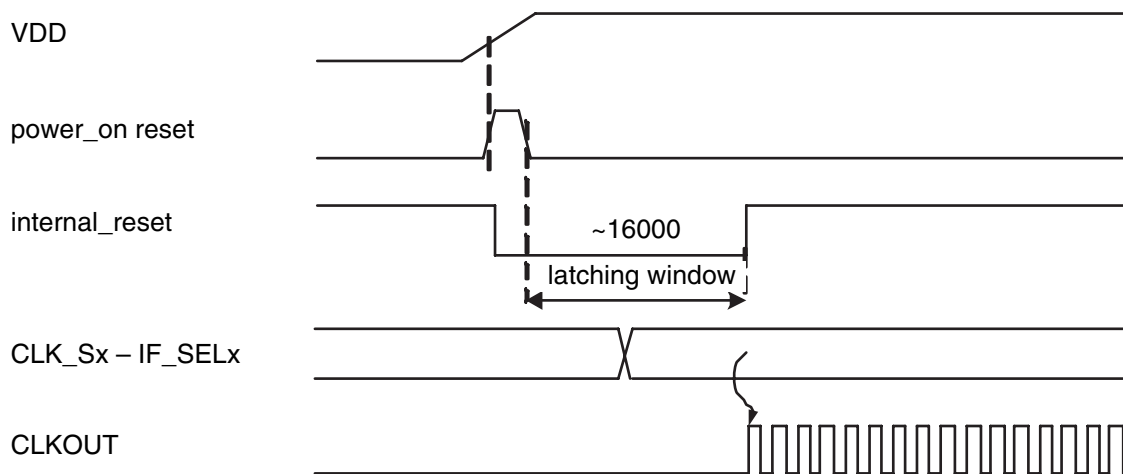 VDD
power_on reset
internal_reset
~16000
latching window
CLK_Sx – IF_SELx
CLKOUT